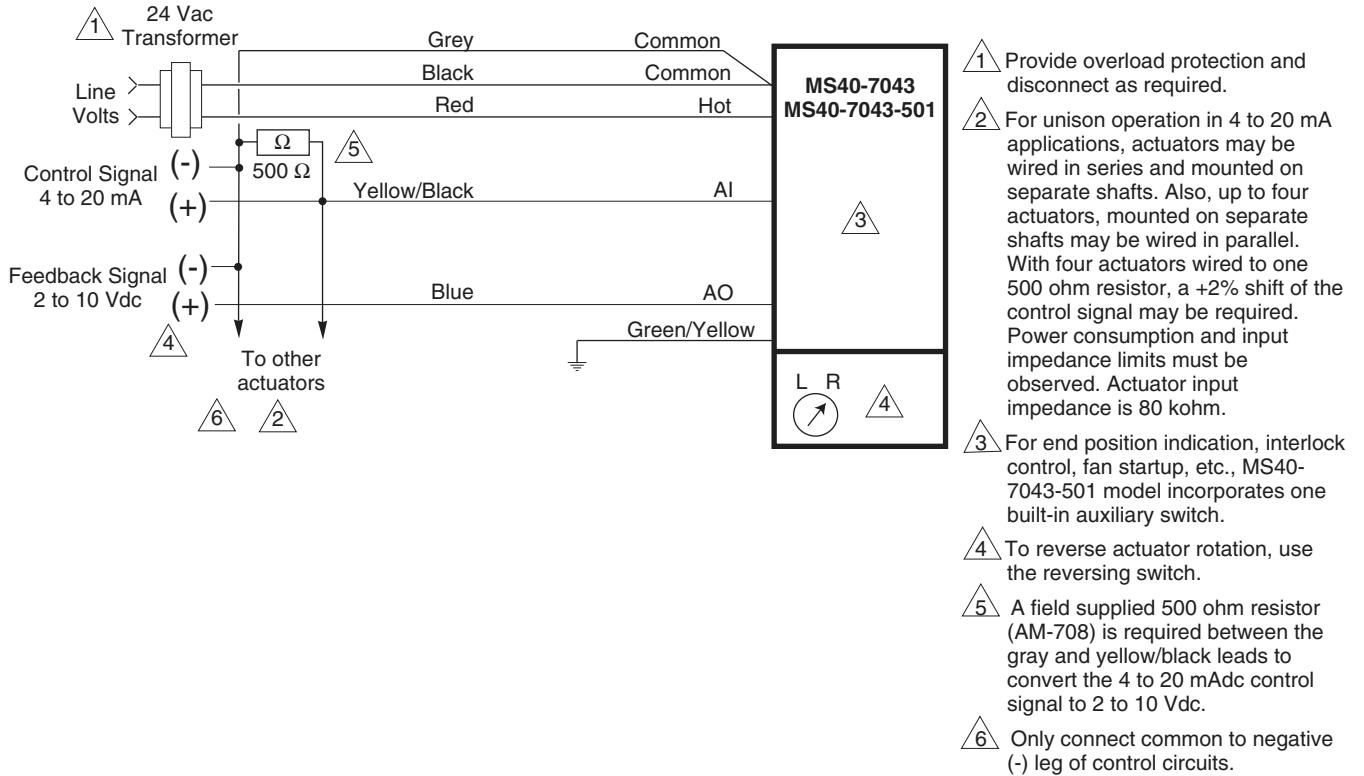 1
24 Vac
Transformer
Line
Volts
Grey
Common
Black
Common
Red
Hot
MS40-7043
MS40-7043-501
Ω
500 Ω
5
Control Signal
4 to 20 mA
(-)
(+)
Yellow/Black
AI
3
Feedback Signal
2 to 10 Vdc
(-)
(+)
4
Blue
AO
Green/Yellow
To other
actuators
6
2
L R
4
1 Provide overload protection and
disconnect as required.
2 For unison operation in 4 to 20 mA
applications, actuators may be
wired in series and mounted on
separate shafts. Also, up to four
actuators, mounted on separate
shafts may be wired in parallel.
With four actuators wired to one
500 ohm resistor, a +2% shift of the
control signal may be required.
Power consumption and input
impedance limits must be
observed. Actuator input
impedance is 80 kohm.
3 For end position indication, interlock
control, fan startup, etc., MS40-
7043-501 model incorporates one
built-in auxiliary switch.
4 To reverse actuator rotation, use
the reversing switch.
5 A field supplied 500 ohm resistor
(AM-708) is required between the
gray and yellow/black leads to
convert the 4 to 20 mAdc control
signal to 2 to 10 Vdc.
6 Only connect common to negative
(-) leg of control circuits.